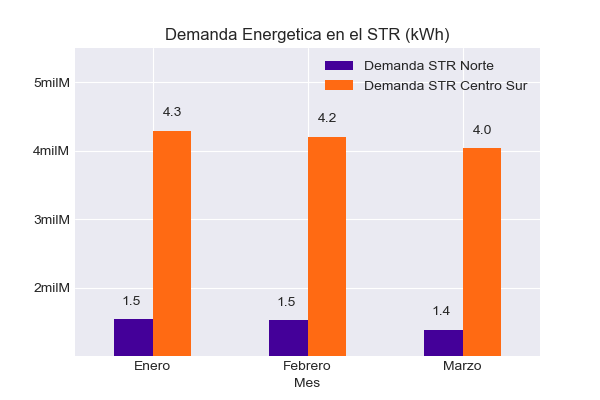 Demanda Energetica en el STR (kWh)
Demanda STR Norte
Demanda STR Centro Sur
5milM
4milM
3milM
2milM
1.5
4.3
1.5
4.2
1.4
4.0
Enero
Febrero
Marzo
Mes